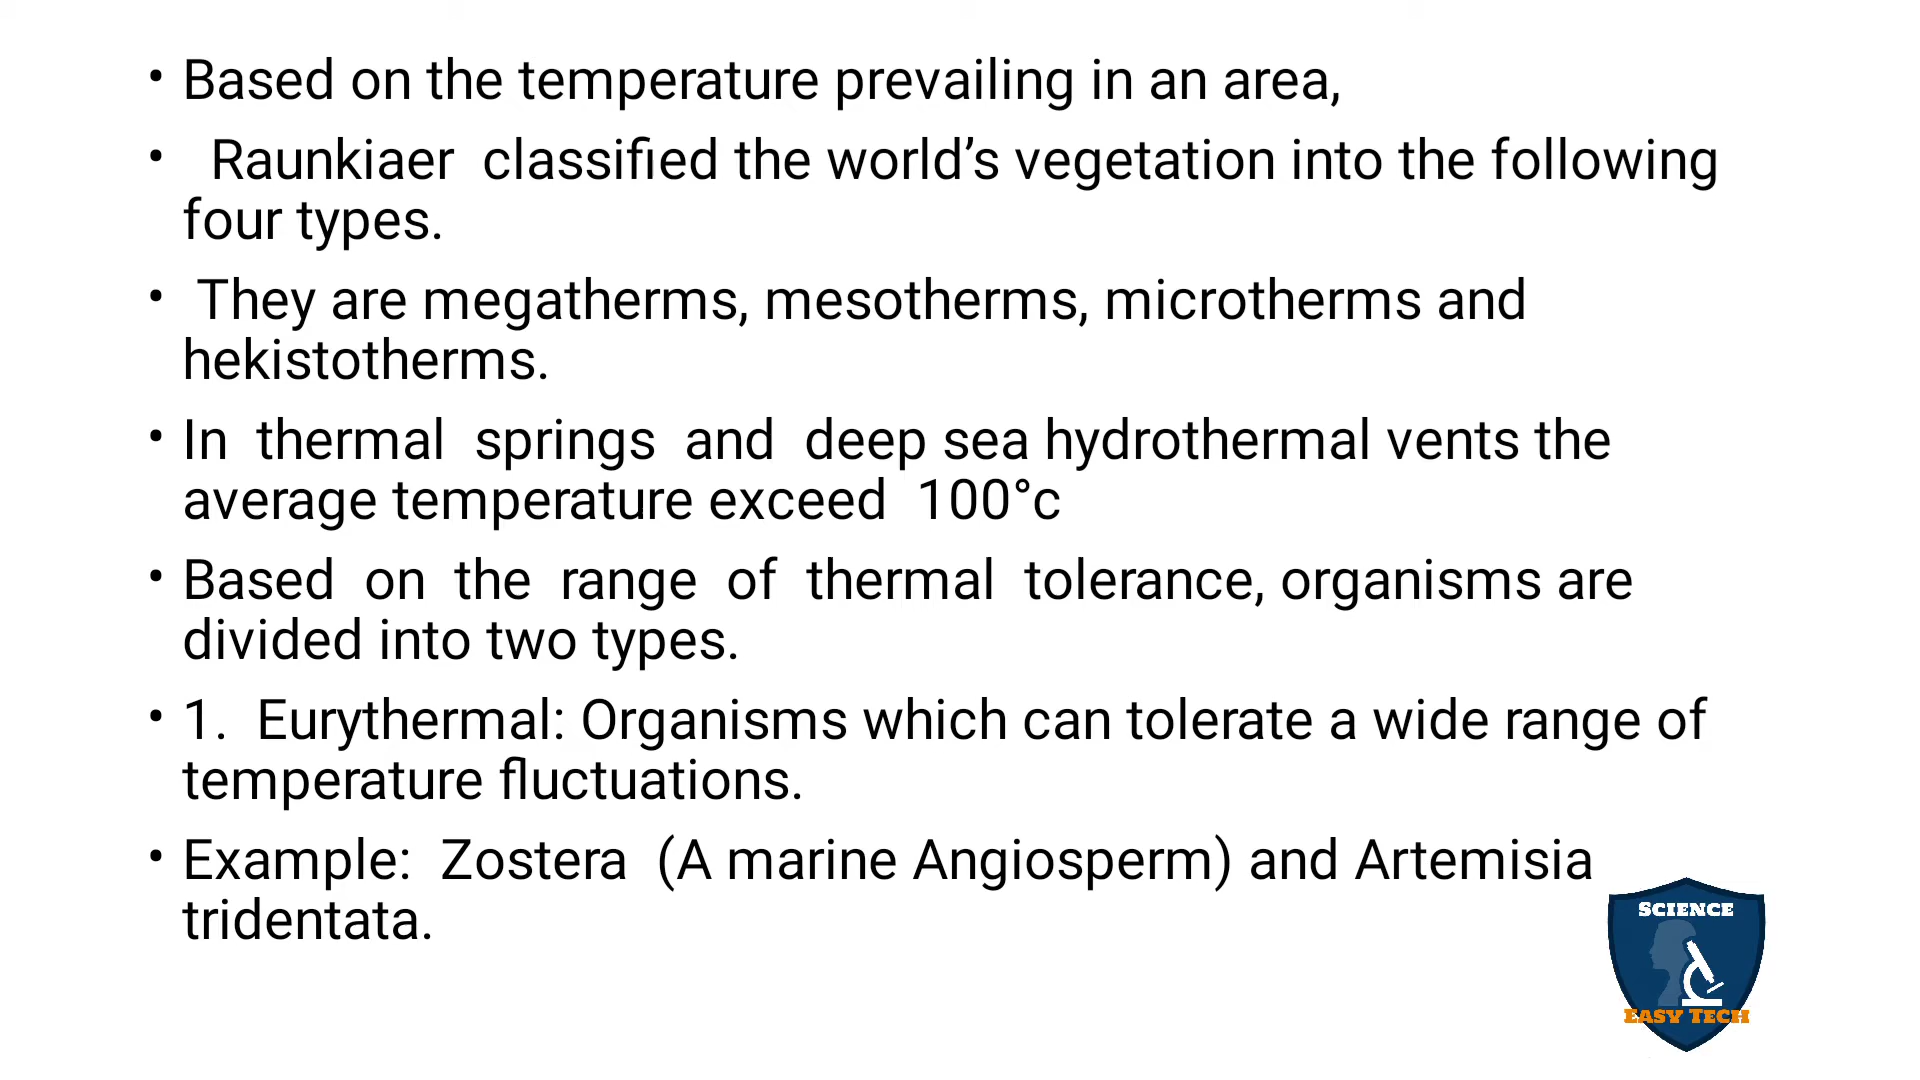 • Based on the temperature prevailing in an area,
• Raunkiaer classified the world’s vegetation into the following
four types.
• They are megatherms, mesotherms, microtherms and
hekistotherms.
• In thermal springs and deep sea hydrothermal vents the
average temperature exceed 100°c
• Based on the range of thermal tolerance, organisms are
divided into two types.
• 1. Eurythermal: Organisms which can tolerate a wide range of
temperature fluctuations.
• Example: Zostera (A marine Angiosperm) and Artemisia
tridentata.
SCIENCE
EASY TECH